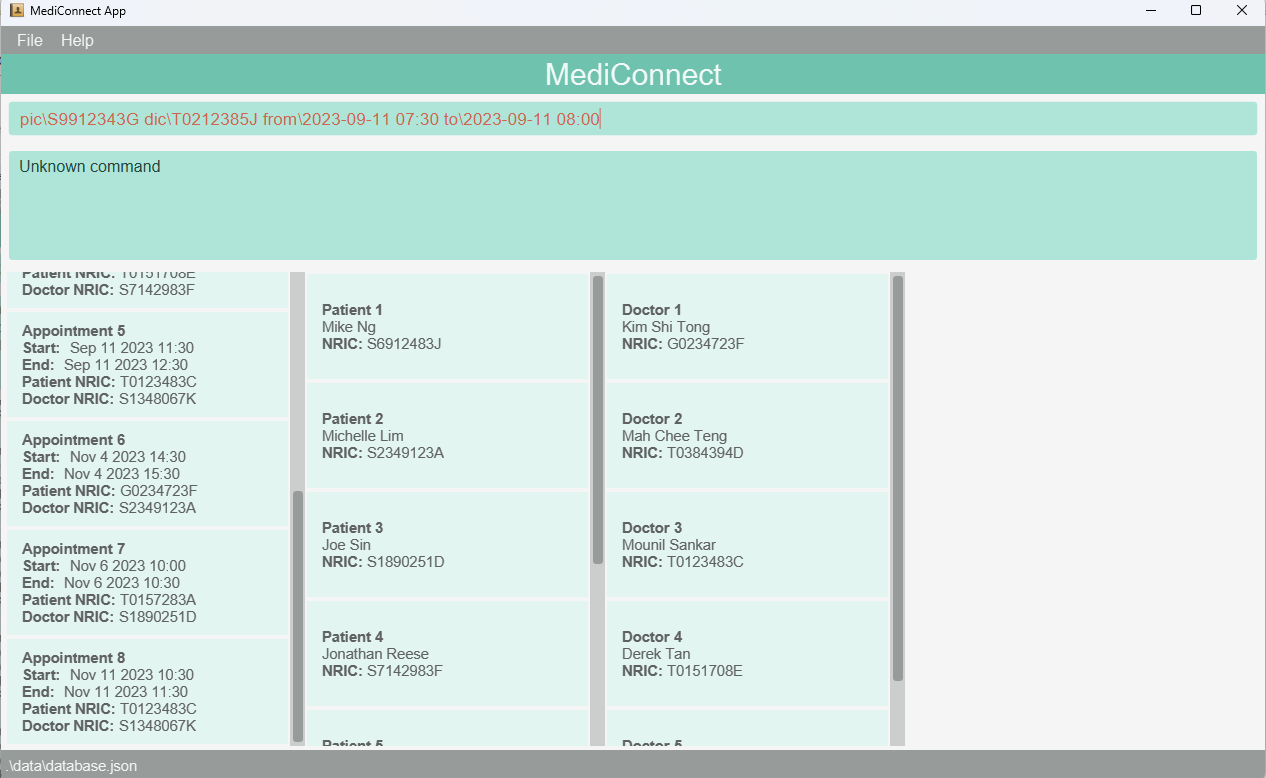 MediConnect App
File Help
MediConnect
pic\S9912343G dic\T0212385J from\2023-09-11 07:30 to\2023-09-11 08:00
Unknown command
Patient NRIC: T0151708E
Doctor NRIC: S7142983F
Appointment 5
Start: Sep 11 2023 11:30
End: Sep 11 2023 12:30
Patient NRIC: T0123483C
Doctor NRIC: S1348067K
Appointment 6
Start: Nov 4 2023 14:30
End: Nov 4 2023 15:30
Patient NRIC: G0234723F
Doctor NRIC: S2349123A
Appointment 7
Start: Nov 6 2023 10:00
End: Nov 6 2023 10:30
Patient NRIC: T0157283A
Doctor NRIC: S1890251D
Appointment 8
Start: Nov 11 2023 10:30
End: Nov 11 2023 11:30
Patient NRIC: T0123483C
Doctor NRIC: S1348067K
Patient 1
Mike Ng
NRIC: S6912483J
Patient 2
Michelle Lim
NRIC: S2349123A
Patient 3
Joe Sin
NRIC: S1890251D
Patient 4
Jonathan Reese
NRIC: S7142983F
Patient 5
Doctor 1
Kim Shi Tong
NRIC: G0234723F
Doctor 2
Mah Chee Teng
NRIC: T0384394D
Doctor 3
Mounil Sankar
NRIC: T0123483C
Doctor 4
Derek Tan
NRIC: T0151708E
Doctor 5
.\data\database.json